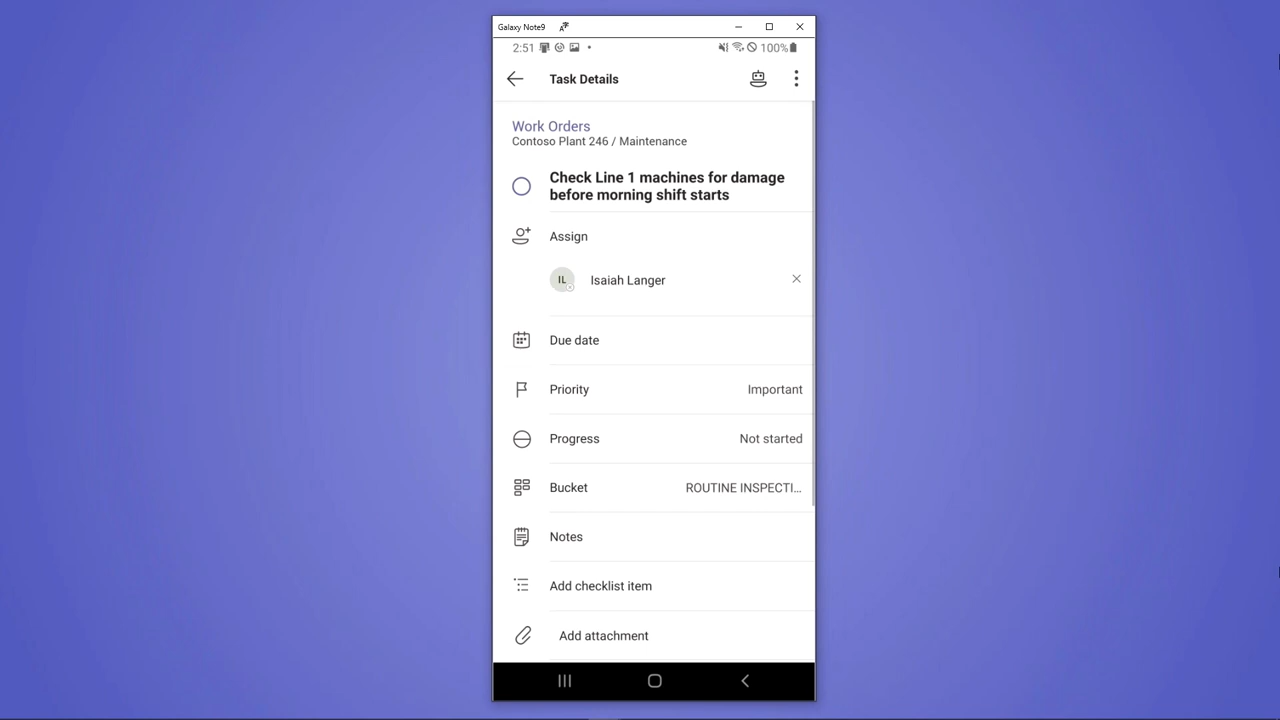 Galaxy Note9
2:51
100%
Task Details
Work Orders
Contoso Plant 246 / Maintenance
Check Line 1 machines for damage
before morning shift starts
Assign
IL
Isaiah Langer
Due date
Priority
Important
Progress
Not started
Bucket
ROUTINE INSPECTI...
Notes
Add checklist item
Add attachment